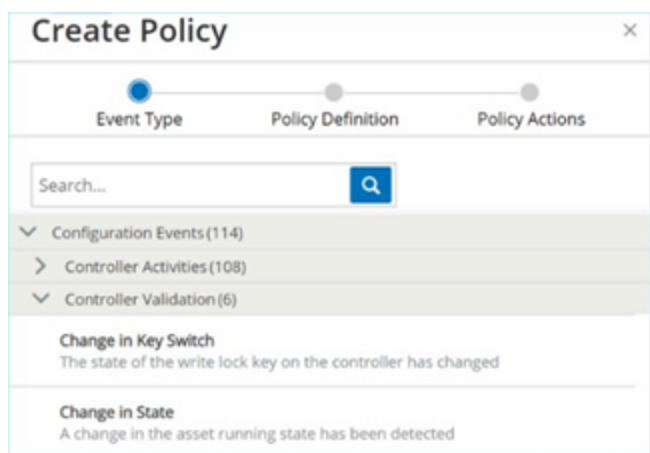 Create Policy
Event Type Policy Definition Policy Actions
Search...
Configuration Events (114)
Controller Activities (108)
Controller Validation (6)
Change in Key Switch
The state of the write lock key on the controller has changed
Change in State
A change in the asset running state has been detected